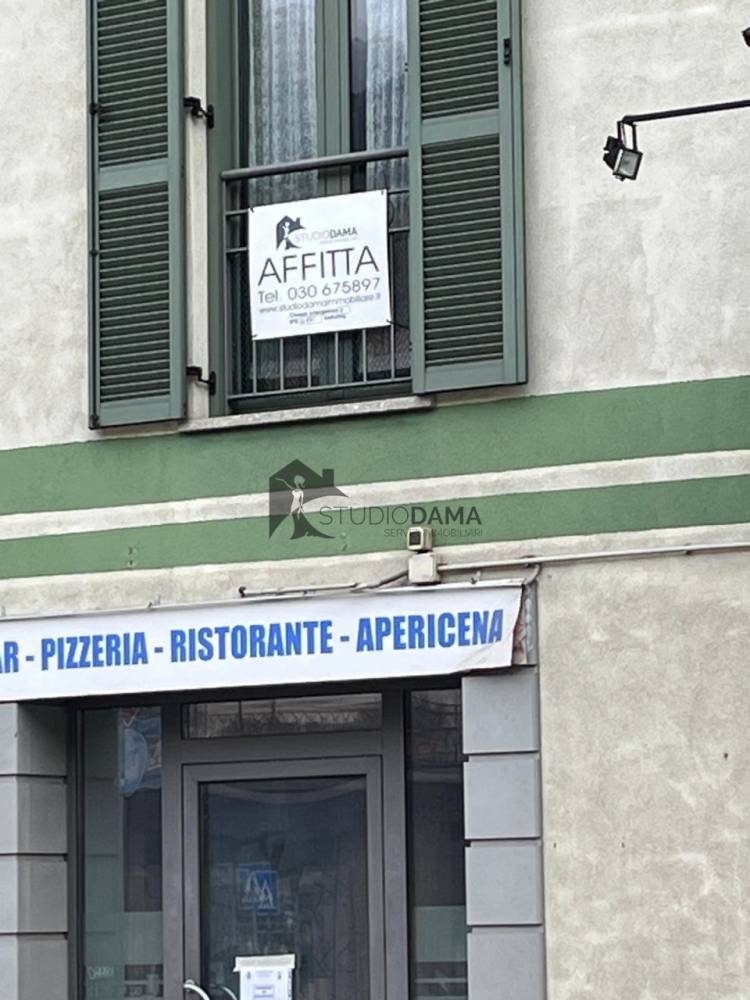 STUDIODAMA
AFFITTA
Tel. 030 675897
www.studiodamaimmobiliare.it
STUDIODAMA
SERVIZI IMMOBILIARI
AR - PIZZERIA - RISTORANTE - APERICENA